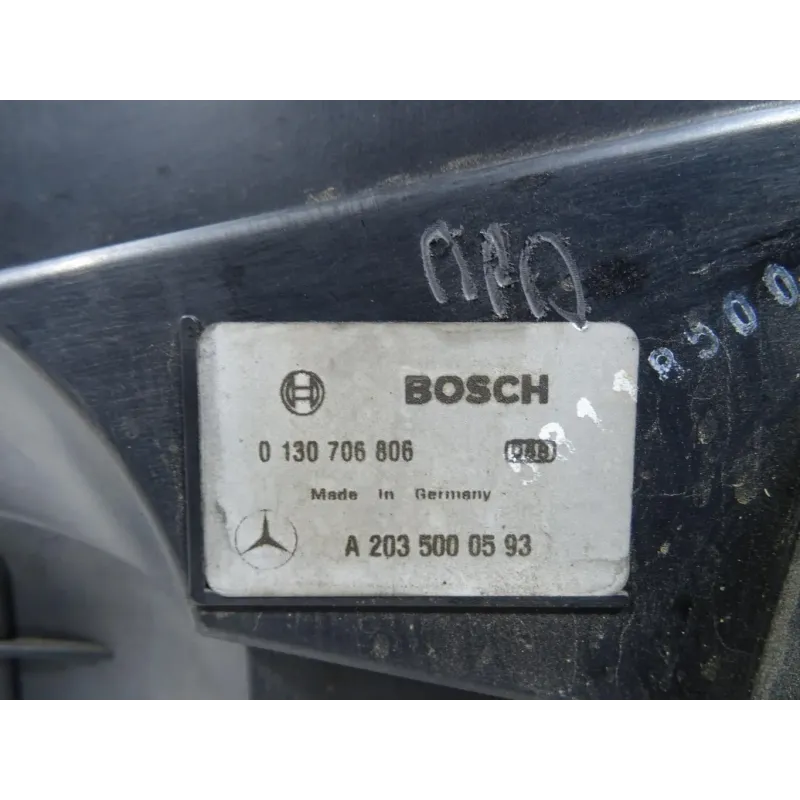 BOSCH
0 130 706 806
Made In Germany
A 203 500 05 93